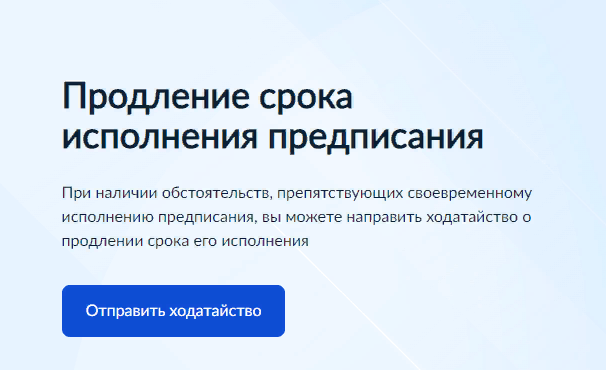 Продление срока
исполнения предписания
При наличии обстоятельств, препятствующих своевременному
исполнению предписания, вы можете направить ходатайство о
продлении срока его исполнения
Отправить ходатайство